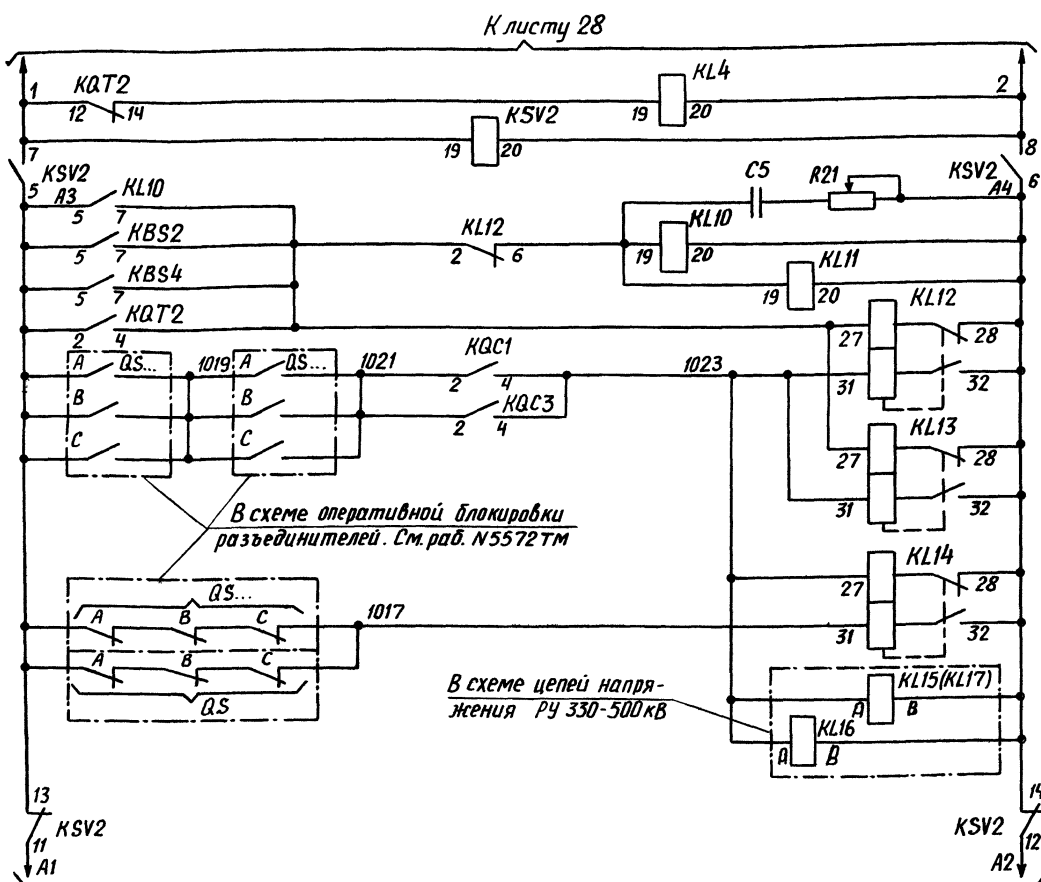 К листу 28
1
KQT2
12
14
KL4
19
20
2
KSV2
19
20
7
8
KSV2
5
A3
KL10
5
7
C5
R21
KSV2
A4
6
KBS2
5
7
KL12
2
6
KL10
19
20
KBS4
5
7
KL11
19
20
KQT2
2
4
KL12
27
28
A
QS...
1019
A
QS...
1021
KQC1
2
4
1023
31
32
B
B
KQC3
2
4
C
C
KL13
27
28
31
32
В схеме оперативной блокировки
разъединителей. См. раб. N5572тм
KL14
27
28
QS...
A
B
C
1017
31
32
A
B
C
QS
В схеме цепей напря-
жения РУ 330-500кВ
KL15(KL17)
A
B
KL16
A
B
13
KSV2
11
A1
14
KSV2
12
A2